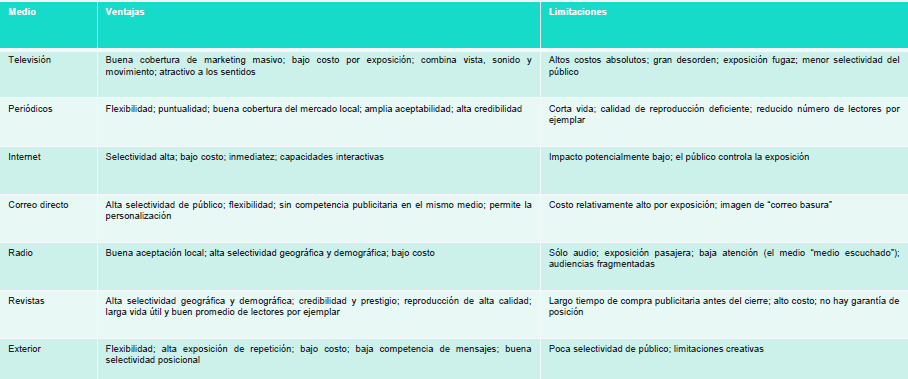 Medio Ventajas Limitaciones
Televisión Buena cobertura de marketing masivo; bajo costo por exposición; combina vista, sonido y Altos costos absolutos; gran desorden; exposición fugaz; menor selectividad del
movimiento; atractivo a los sentidos público
Periódicos Flexibilidad; puntualidad; buena cobertura del mercado local; amplia aceptabilidad; alta credibilidad Corta vida; calidad de reproducción deficiente; reducido número de lectores por
ejemplar
Internet Selectividad alta; bajo costo; inmediatez; capacidades interactivas Impacto potencialmente bajo; el público controla la exposición
Correo directo Alta selectividad de público; flexibilidad; sin competencia publicitaria en el mismo medio; permite la Costo relativamente alto por exposición; imagen de “correo basura”
personalización
Radio Buena aceptación local; alta selectividad geográfica y demográfica; bajo costo Sólo audio; exposición pasajera; baja atención (el medio “medio escuchado”);
audiencias fragmentadas
Revistas Alta selectividad geográfica y demográfica; credibilidad y prestigio; reproducción de alta calidad; Largo tiempo de compra publicitaria antes del cierre; alto costo; no hay garantía de
larga vida útil y buen promedio de lectores por ejemplar posición
Exterior Flexibilidad; alta exposición de repetición; bajo costo; baja competencia de mensajes; buena Poca selectividad de público; limitaciones creativas
selectividad posicional